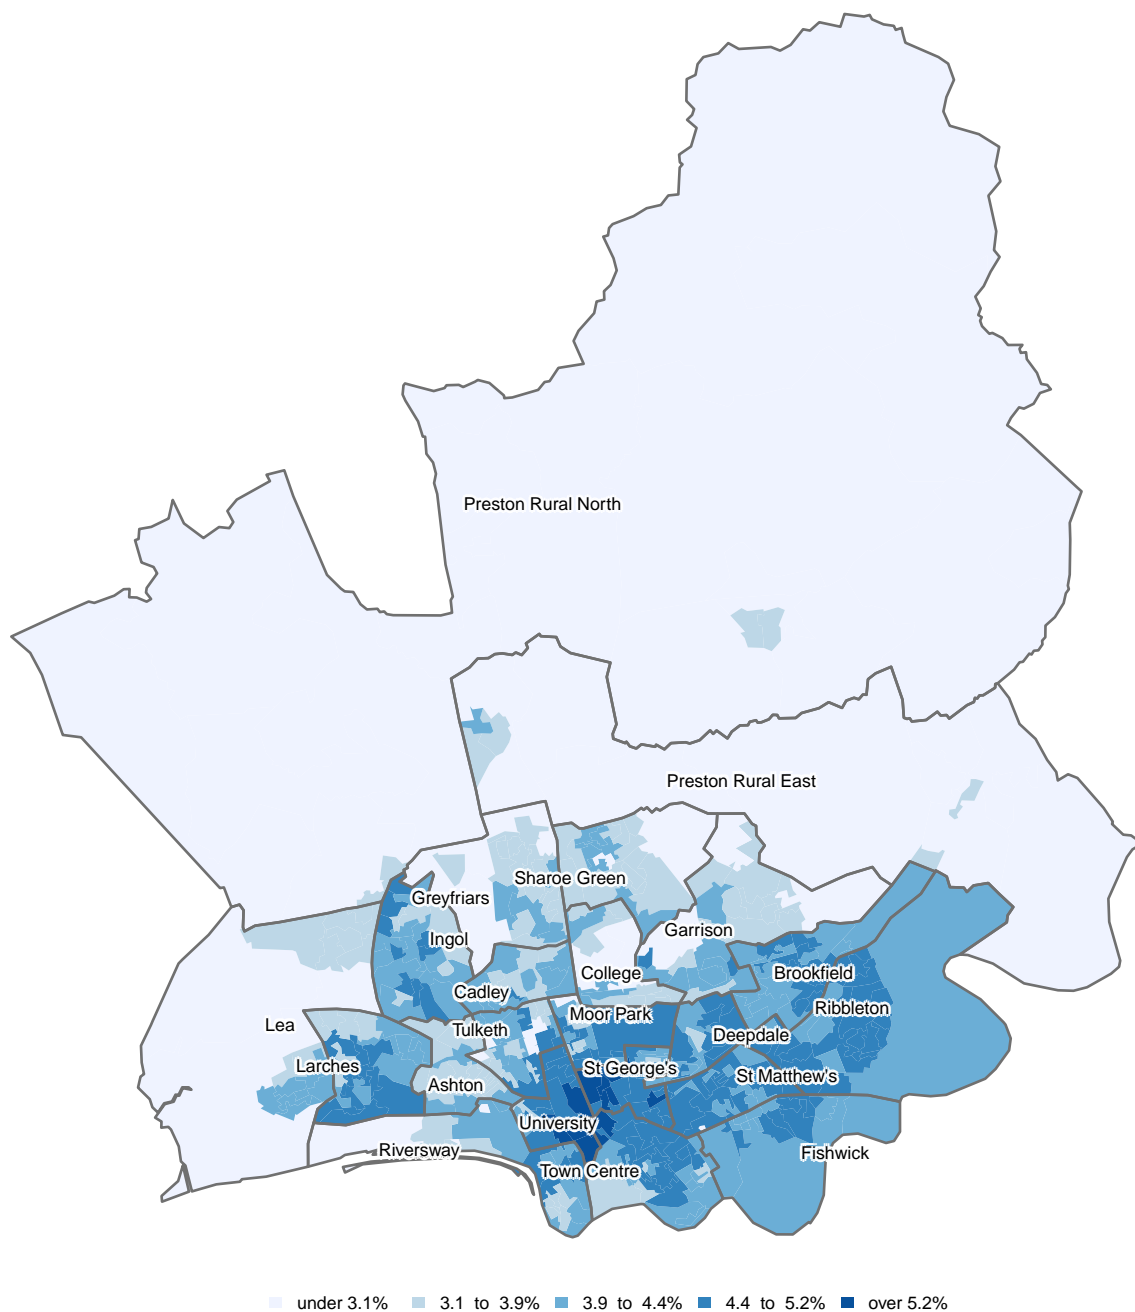 Preston Rural North
Preston Rural East
Sharoe Green
Greyfriars
Garrison
Ingol
College
Brookfield
Cadley
Ribbleton
Moor Park
Lea
Tulketh
Deepdale
Larches
St George's
St Matthew's
Ashton
University
Riversway
Fishwick
Town Centre
under 3.1% 3.1 to 3.9% 3.9 to 4.4% 4.4 to 5.2% over 5.2%